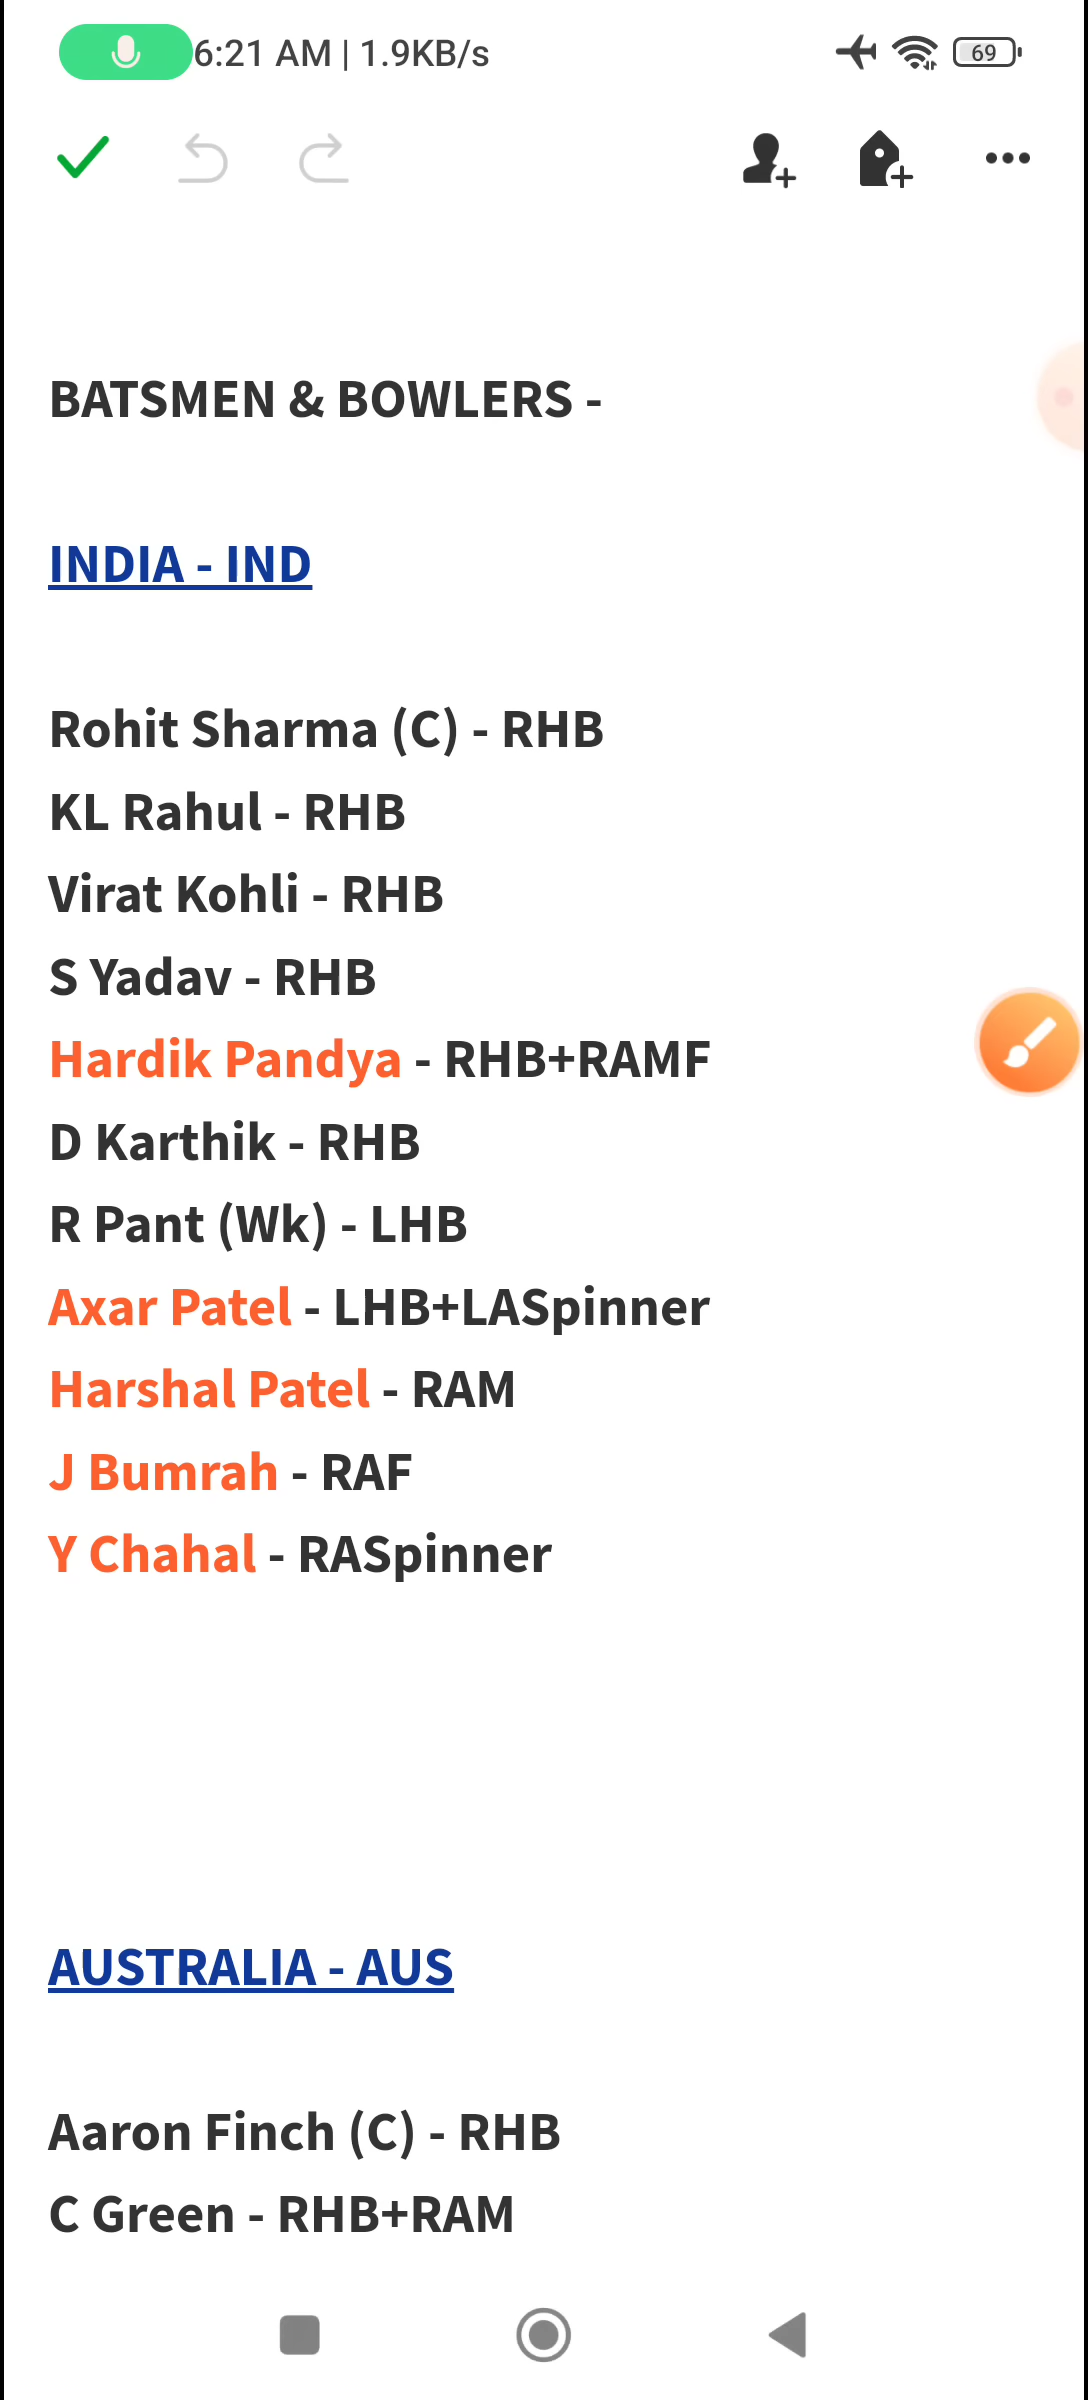 6:21 AM | 1.9KB/s
69
BATSMEN & BOWLERS -
INDIA - IND
Rohit Sharma (C) - RHB
KL Rahul - RHB
Virat Kohli - RHB
S Yadav - RHB
Hardik Pandya - RHB+RAMF
D Karthik - RHB
R Pant (Wk) - LHB
Axar Patel - LHB+LASpinner
Harshal Patel - RAM
J Bumrah - RAF
Y Chahal - RASpinner
AUSTRALIA - AUS
Aaron Finch (C) - RHB
C Green - RHB+RAM